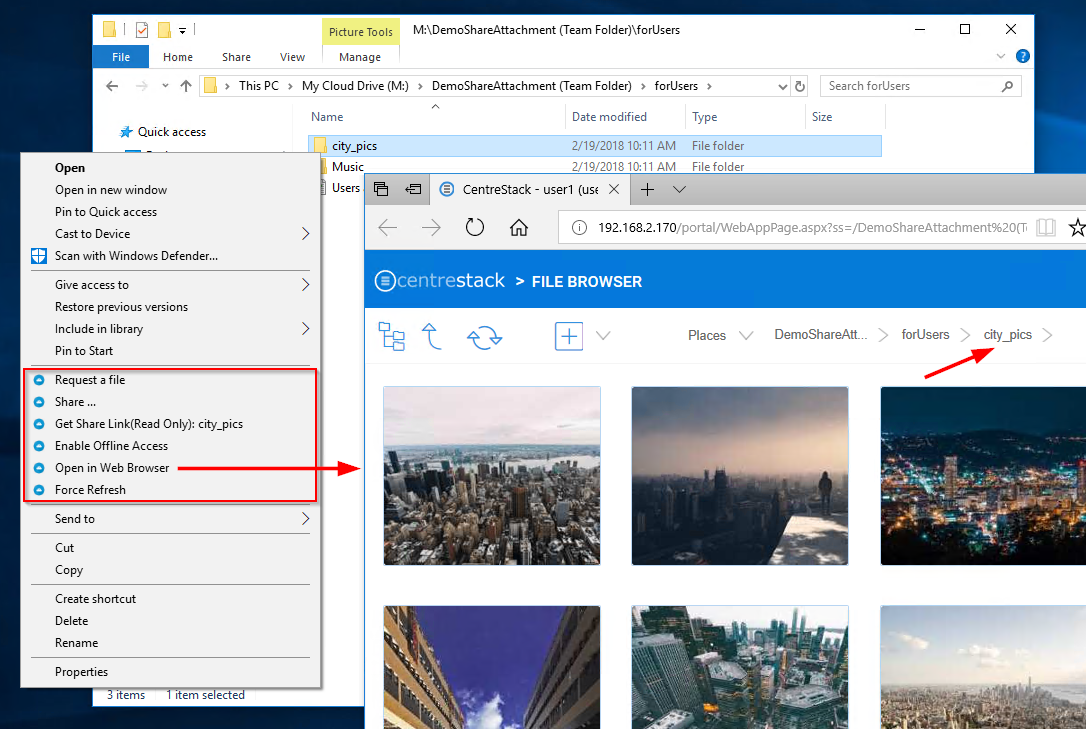 Picture Tools
M:\DemoShareAttachment (Team Folder)\forUsers
File
Home
Share
View
Manage
This PC
My Cloud Drive (M:)
DemoShareAttachment (Team Folder)
forUsers
Search forUsers
Name
Date modified
Type
Size
Quick access
city_pics
2/19/2018 10:11 AM
File folder
Music
2/19/2018 10:11 AM
File folder
Users
3 items
1 item selected
Open
Open in new window
Pin to Quick access
Cast to Device
Scan with Windows Defender...
Give access to
Restore previous versions
Include in library
Pin to Start
Request a file
Share ...
Get Share Link(Read Only): city_pics
Enable Offline Access
Open in Web Browser
Force Refresh
Send to
Cut
Copy
Create shortcut
Delete
Rename
Properties
CentreStack - user1 (use
192.168.2.170/portal/WebAppPage.aspx?ss=/DemoShareAttachment%20(T
centrestack > FILE BROWSER
Places
DemoShareAtt...
forUsers
city_pics